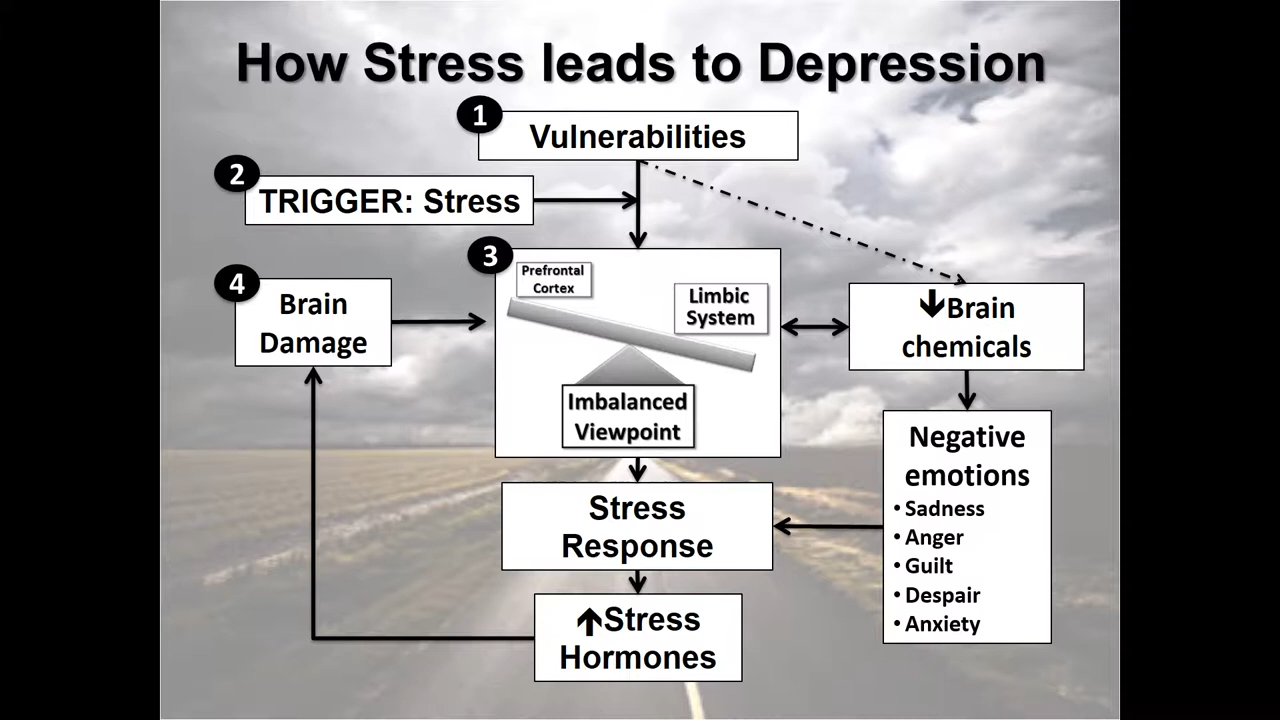 How Stress leads to Depression
1
Vulnerabilities
2
TRIGGER: Stress
3
Prefrontal
Cortex
Limbic
System
Imbalanced
Viewpoint
4
Brain
Damage
↓Brain
chemicals
Negative
emotions
• Sadness
• Anger
• Guilt
• Despair
• Anxiety
Stress
Response
↑Stress
Hormones